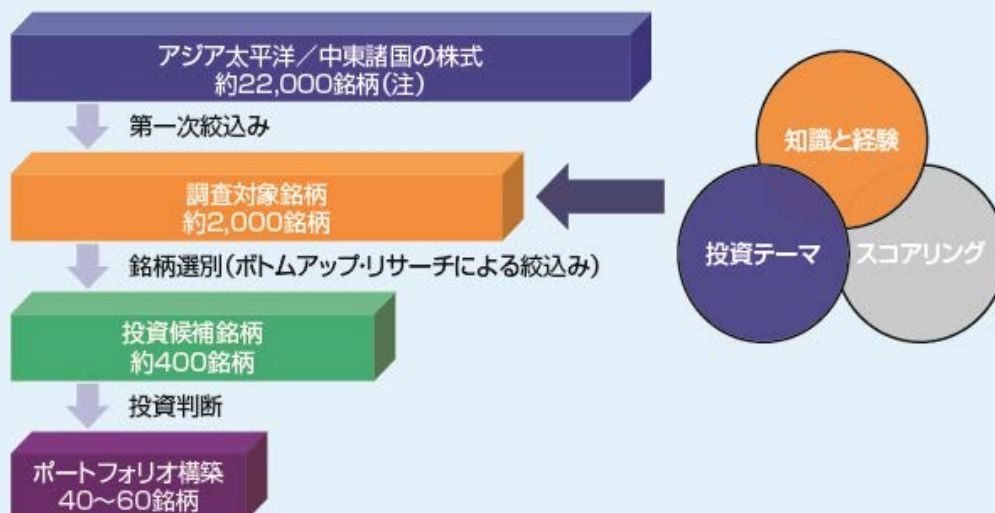 アジア太平洋／中東諸国の株式
約22,000銘柄(注)
第一次絞込み
調査対象銘柄
約2,000銘柄
銘柄選別(ボトムアップ・リサーチによる絞込み)
投資候補銘柄
約400銘柄
投資判断
ポートフォリオ構築
40～60銘柄
知識と経験
投資テーマ
スコアリング